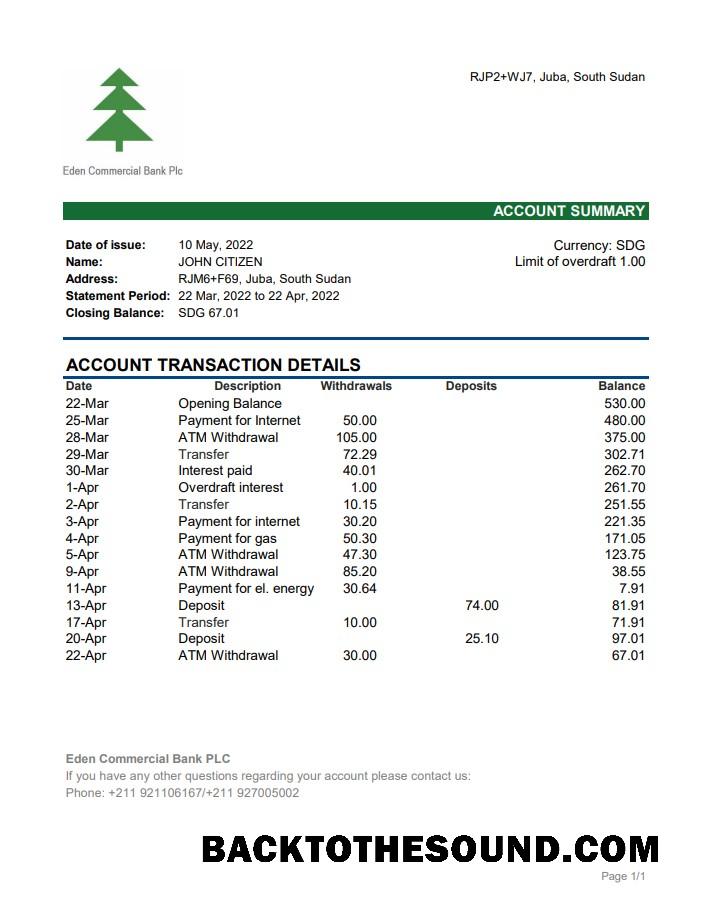 RJP2+WJ7, Juba, South Sudan
Eden Commercial Bank Plc
ACCOUNT SUMMARY
Date of issue: 10 May, 2022 Currency: SDG
Name: JOHN CITIZEN Limit of overdraft 1.00
Address: RJM6+F69, Juba, South Sudan
Statement Period: 22 Mar, 2022 to 22 Apr, 2022
Closing Balance: SDG 67.01
ACCOUNT TRANSACTION DETAILS
Date Description Withdrawals Deposits Balance
22-Mar Opening Balance 530.00
25-Mar Payment for Internet 50.00 480.00
28-Mar ATM Withdrawal 105.00 375.00
29-Mar Transfer 72.29 302.71
30-Mar Interest paid 40.01 262.70
1-Apr Overdraft interest 1.00 261.70
2-Apr Transfer 10.15 251.55
3-Apr Payment for internet 30.20 221.35
4-Apr Payment for gas 50.30 171.05
5-Apr ATM Withdrawal 47.30 123.75
9-Apr ATM Withdrawal 85.20 38.55
11-Apr Payment for el. energy 30.64 7.91
13-Apr Deposit 74.00 81.91
17-Apr Transfer 10.00 71.91
20-Apr Deposit 25.10 97.01
22-Apr ATM Withdrawal 30.00 67.01
Eden Commercial Bank PLC
If you have any other questions regarding your account please contact us:
Phone: +211 921106167/+211 927005002
BACKTOTHESOUND.COM
Page 1/1